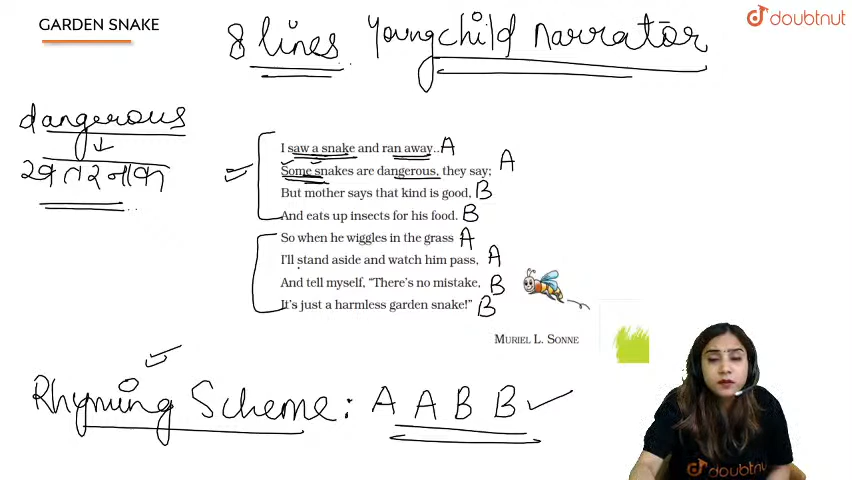 GARDEN SNAKE
8 lines Young child narrator
doubtnut
dangerous
खतरनाक
I saw a snake and ran away.. A
Some snakes are dangerous, they say; A
But mother says that kind is good, B
And eats up insects for his food. B
So when he wiggles in the grass A
I'll stand aside and watch him pass, A
And tell myself, “There's no mistake, B
It's just a harmless garden snake!” B
MURIEL L. SONNE
Rhyming Scheme: A A B B
doubtnut